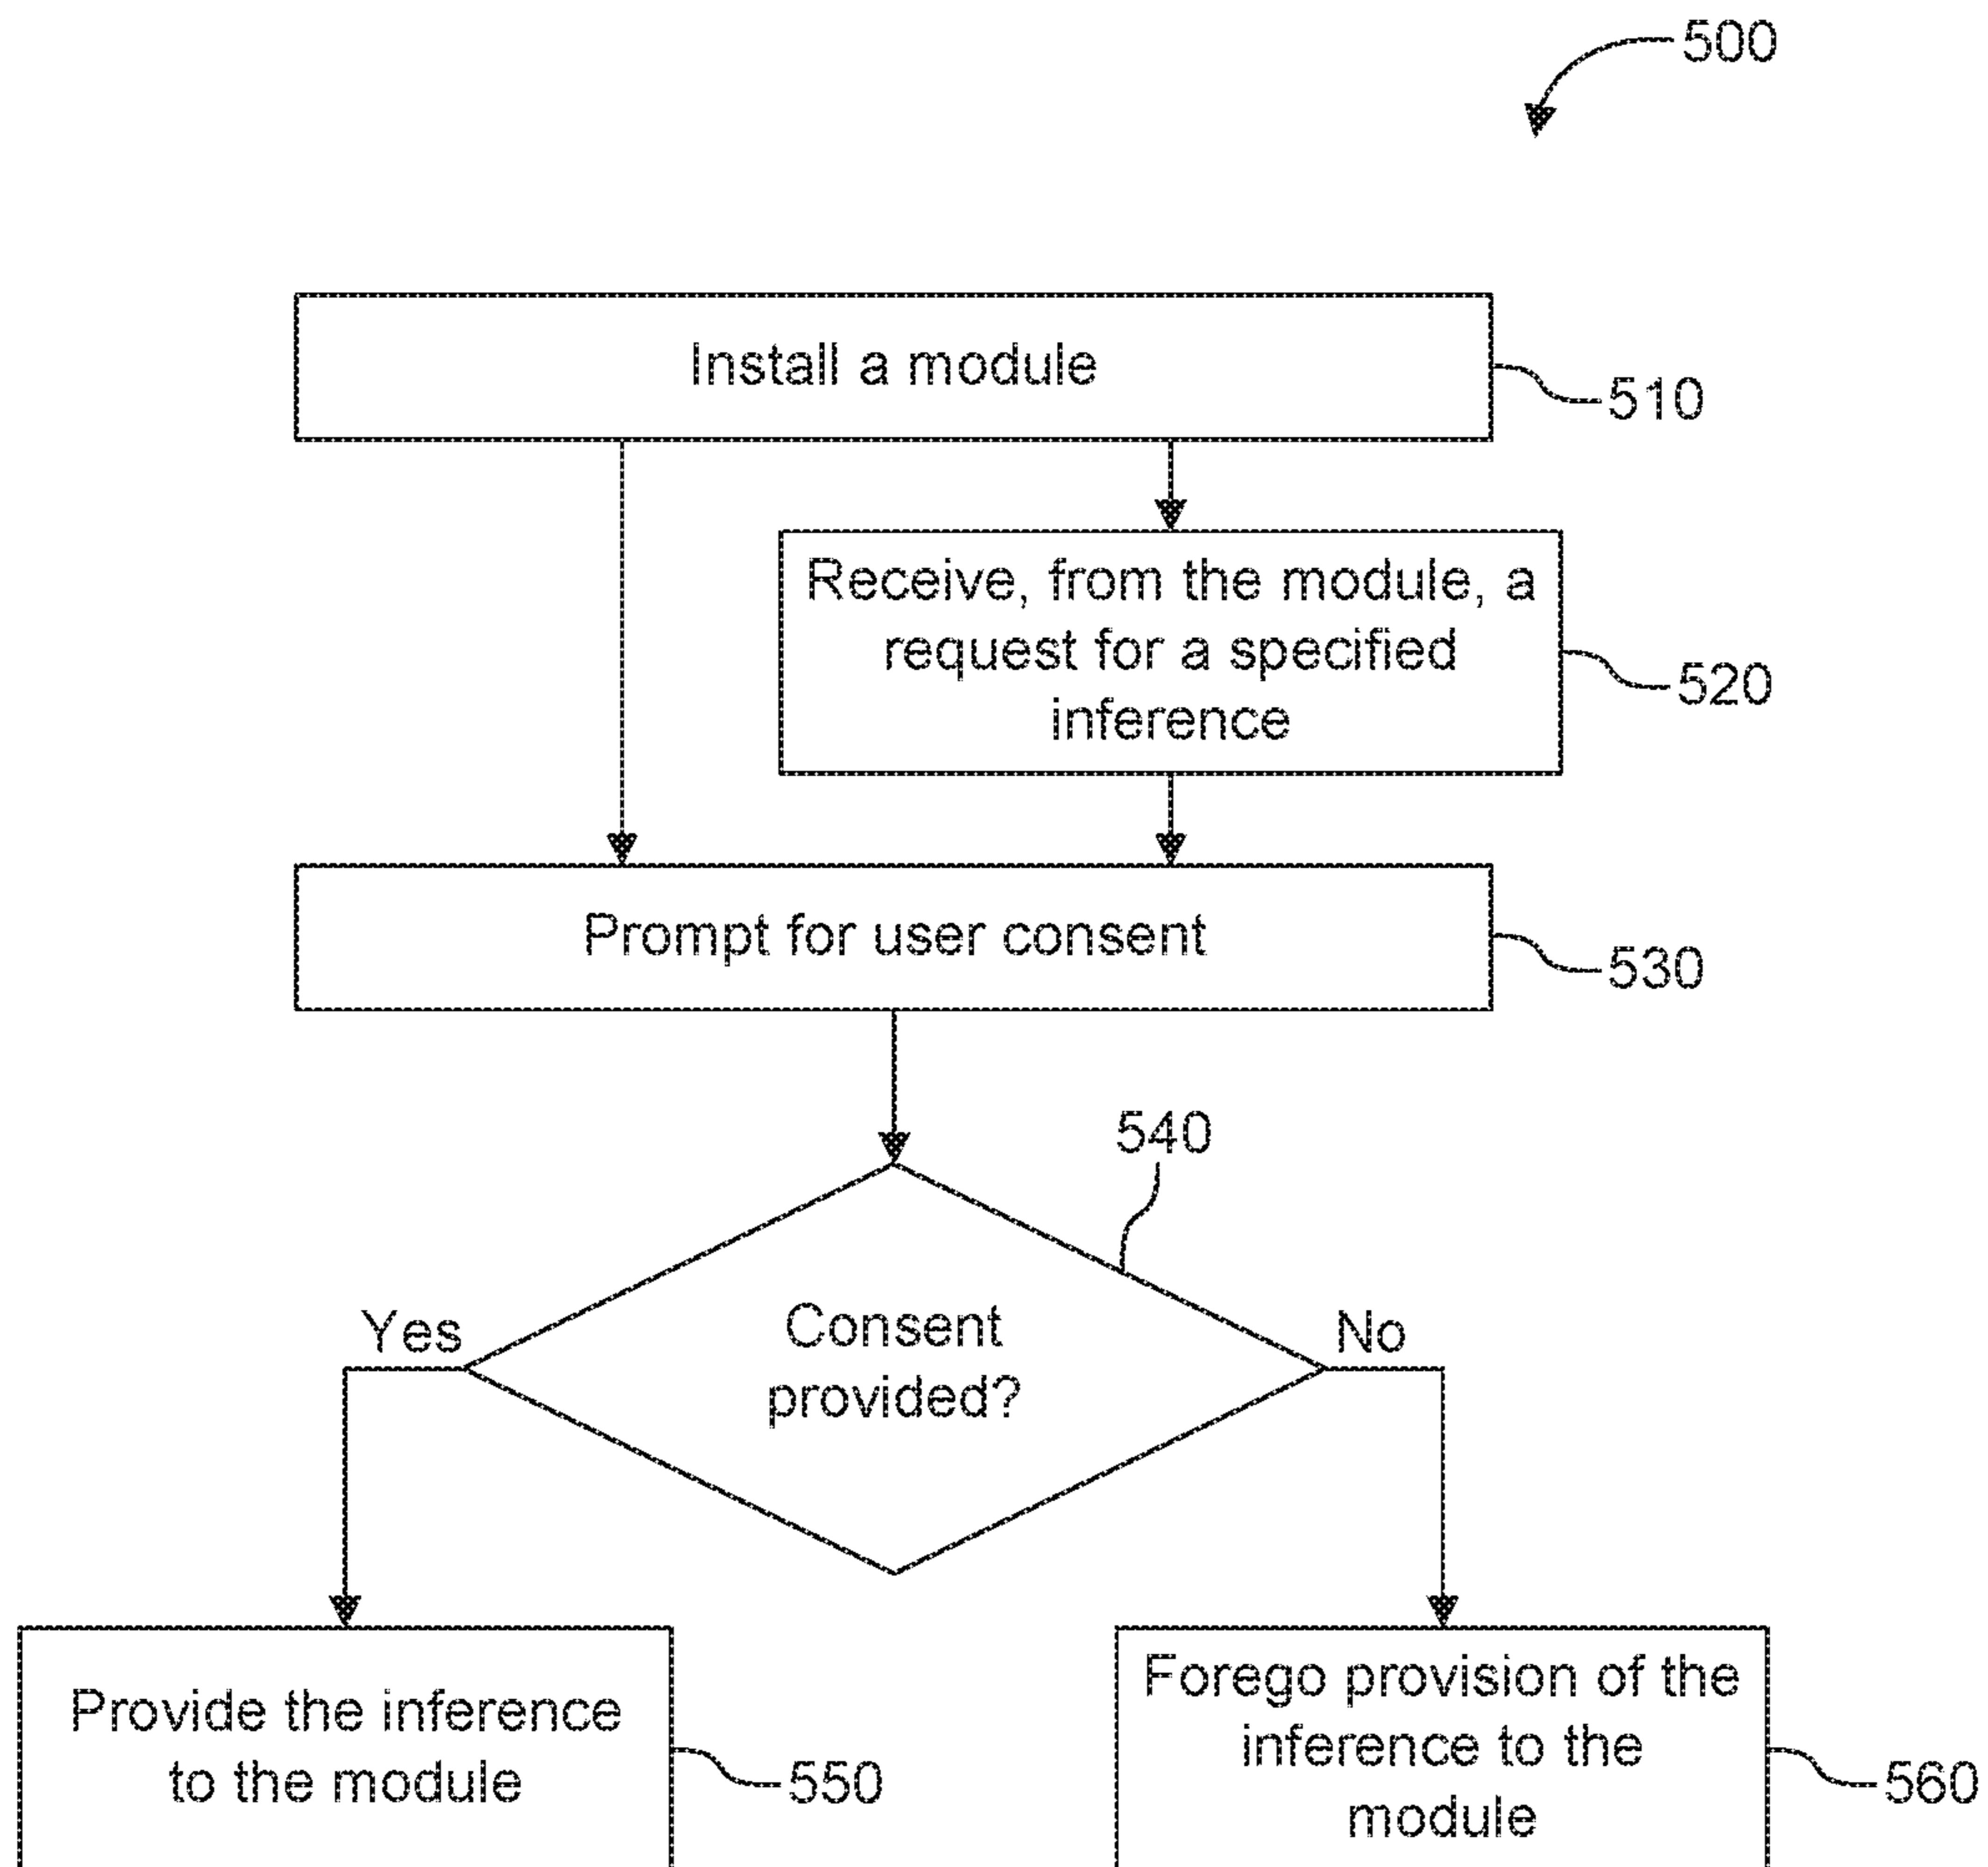 500
Install a module
510
Receive, from the module, a
request for a specified
inference
520
Prompt for user consent
530
540
Yes
Consent
provided?
No
Provide the inference
to the module
550
Forego provision of the
inference to the
module
560